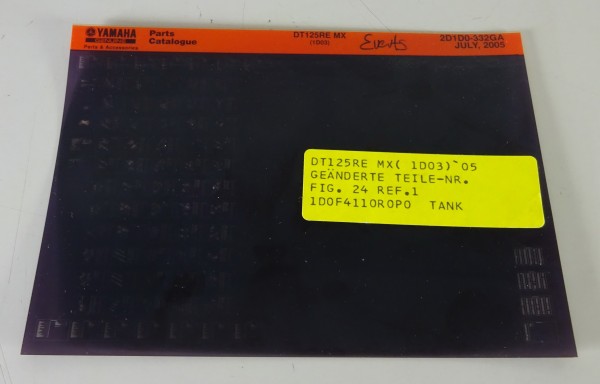 YAMAHA
GENUINE
Parts & Accessories
Parts
Catalogue
DT125RE MX
(1D03)
2D1D0-332GA
JULY, 2005
DT125RE MX( 1D03)`05
GEÄNDERTE TEILE-NR.
FIG. 24 REF.1
1D0F4110R0P0 TANK